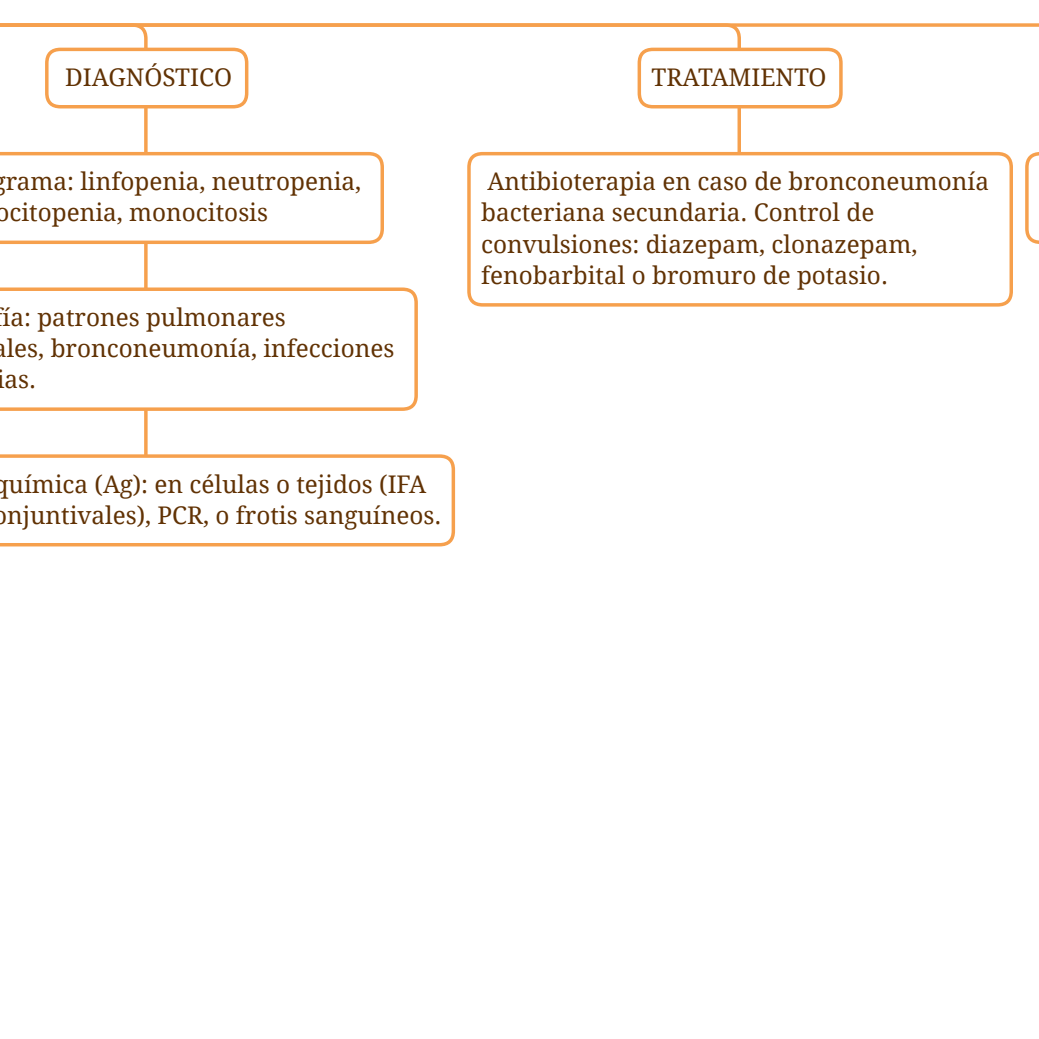 DIAGNÓSTICO
grama: linfopenia, neutropenia,
ocitopenia, monocitosis
fía: patrones pulmonares
ales, bronconeumonía, infecciones
ias.
química (Ag): en células o tejidos (IFA
onjuntivales), PCR, o frotis sanguíneos.
TRATAMIENTO
Antibioterapia en caso de bronconeumonía
bacteriana secundaria. Control de
convulsiones: diazepam, clonazepam,
fenobarbital o bromuro de potasio.